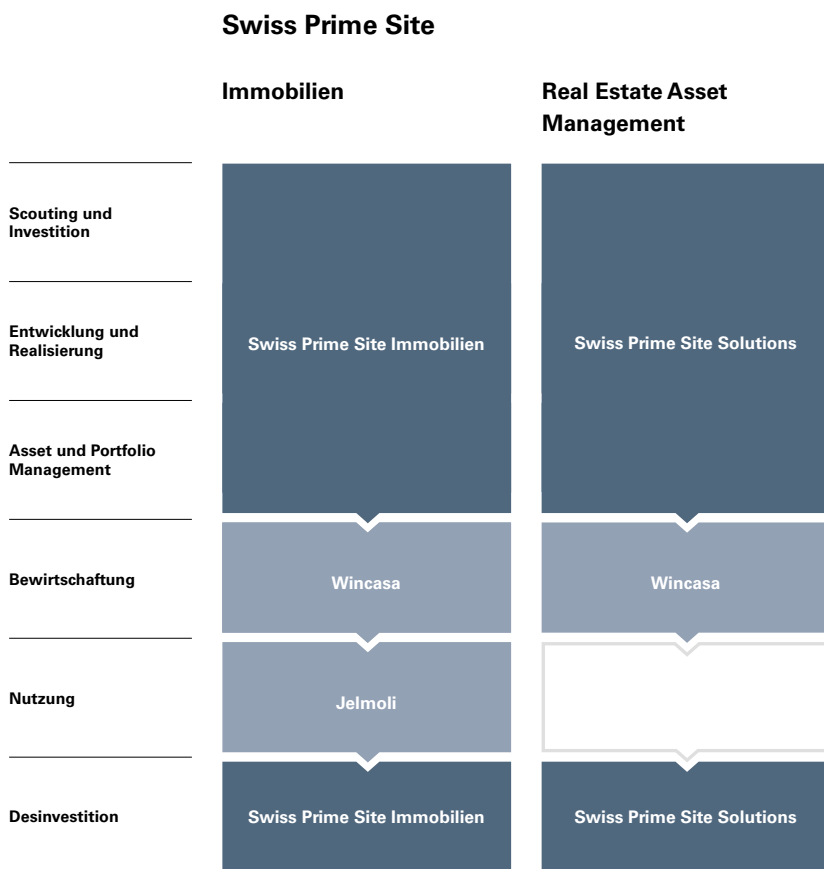 Swiss Prime Site
Immobilien
Real Estate Asset
Management
Scouting und
Investition
Entwicklung und
Realisierung
Swiss Prime Site Immobilien
Swiss Prime Site Solutions
Asset und Portfolio
Management
Bewirtschaftung
Wincasa
Wincasa
Nutzung
Jelmoli
Desinvestition
Swiss Prime Site Immobilien
Swiss Prime Site Solutions